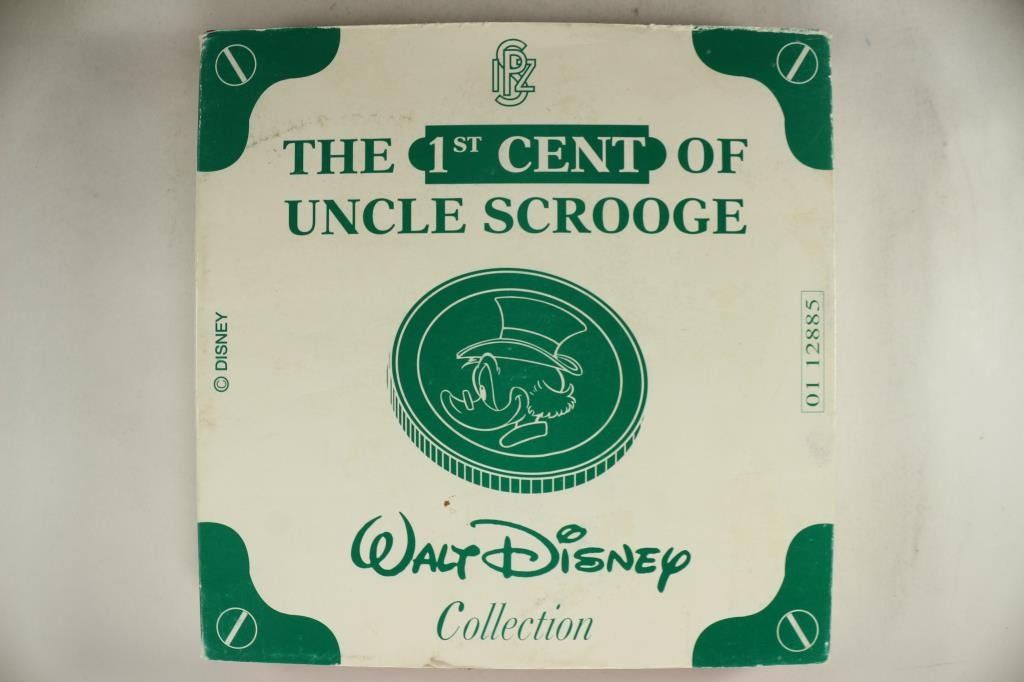 THE 1ST CENT OF
UNCLE SCROOGE
© DISNEY
01 12885
WALT DISNEY
Collection